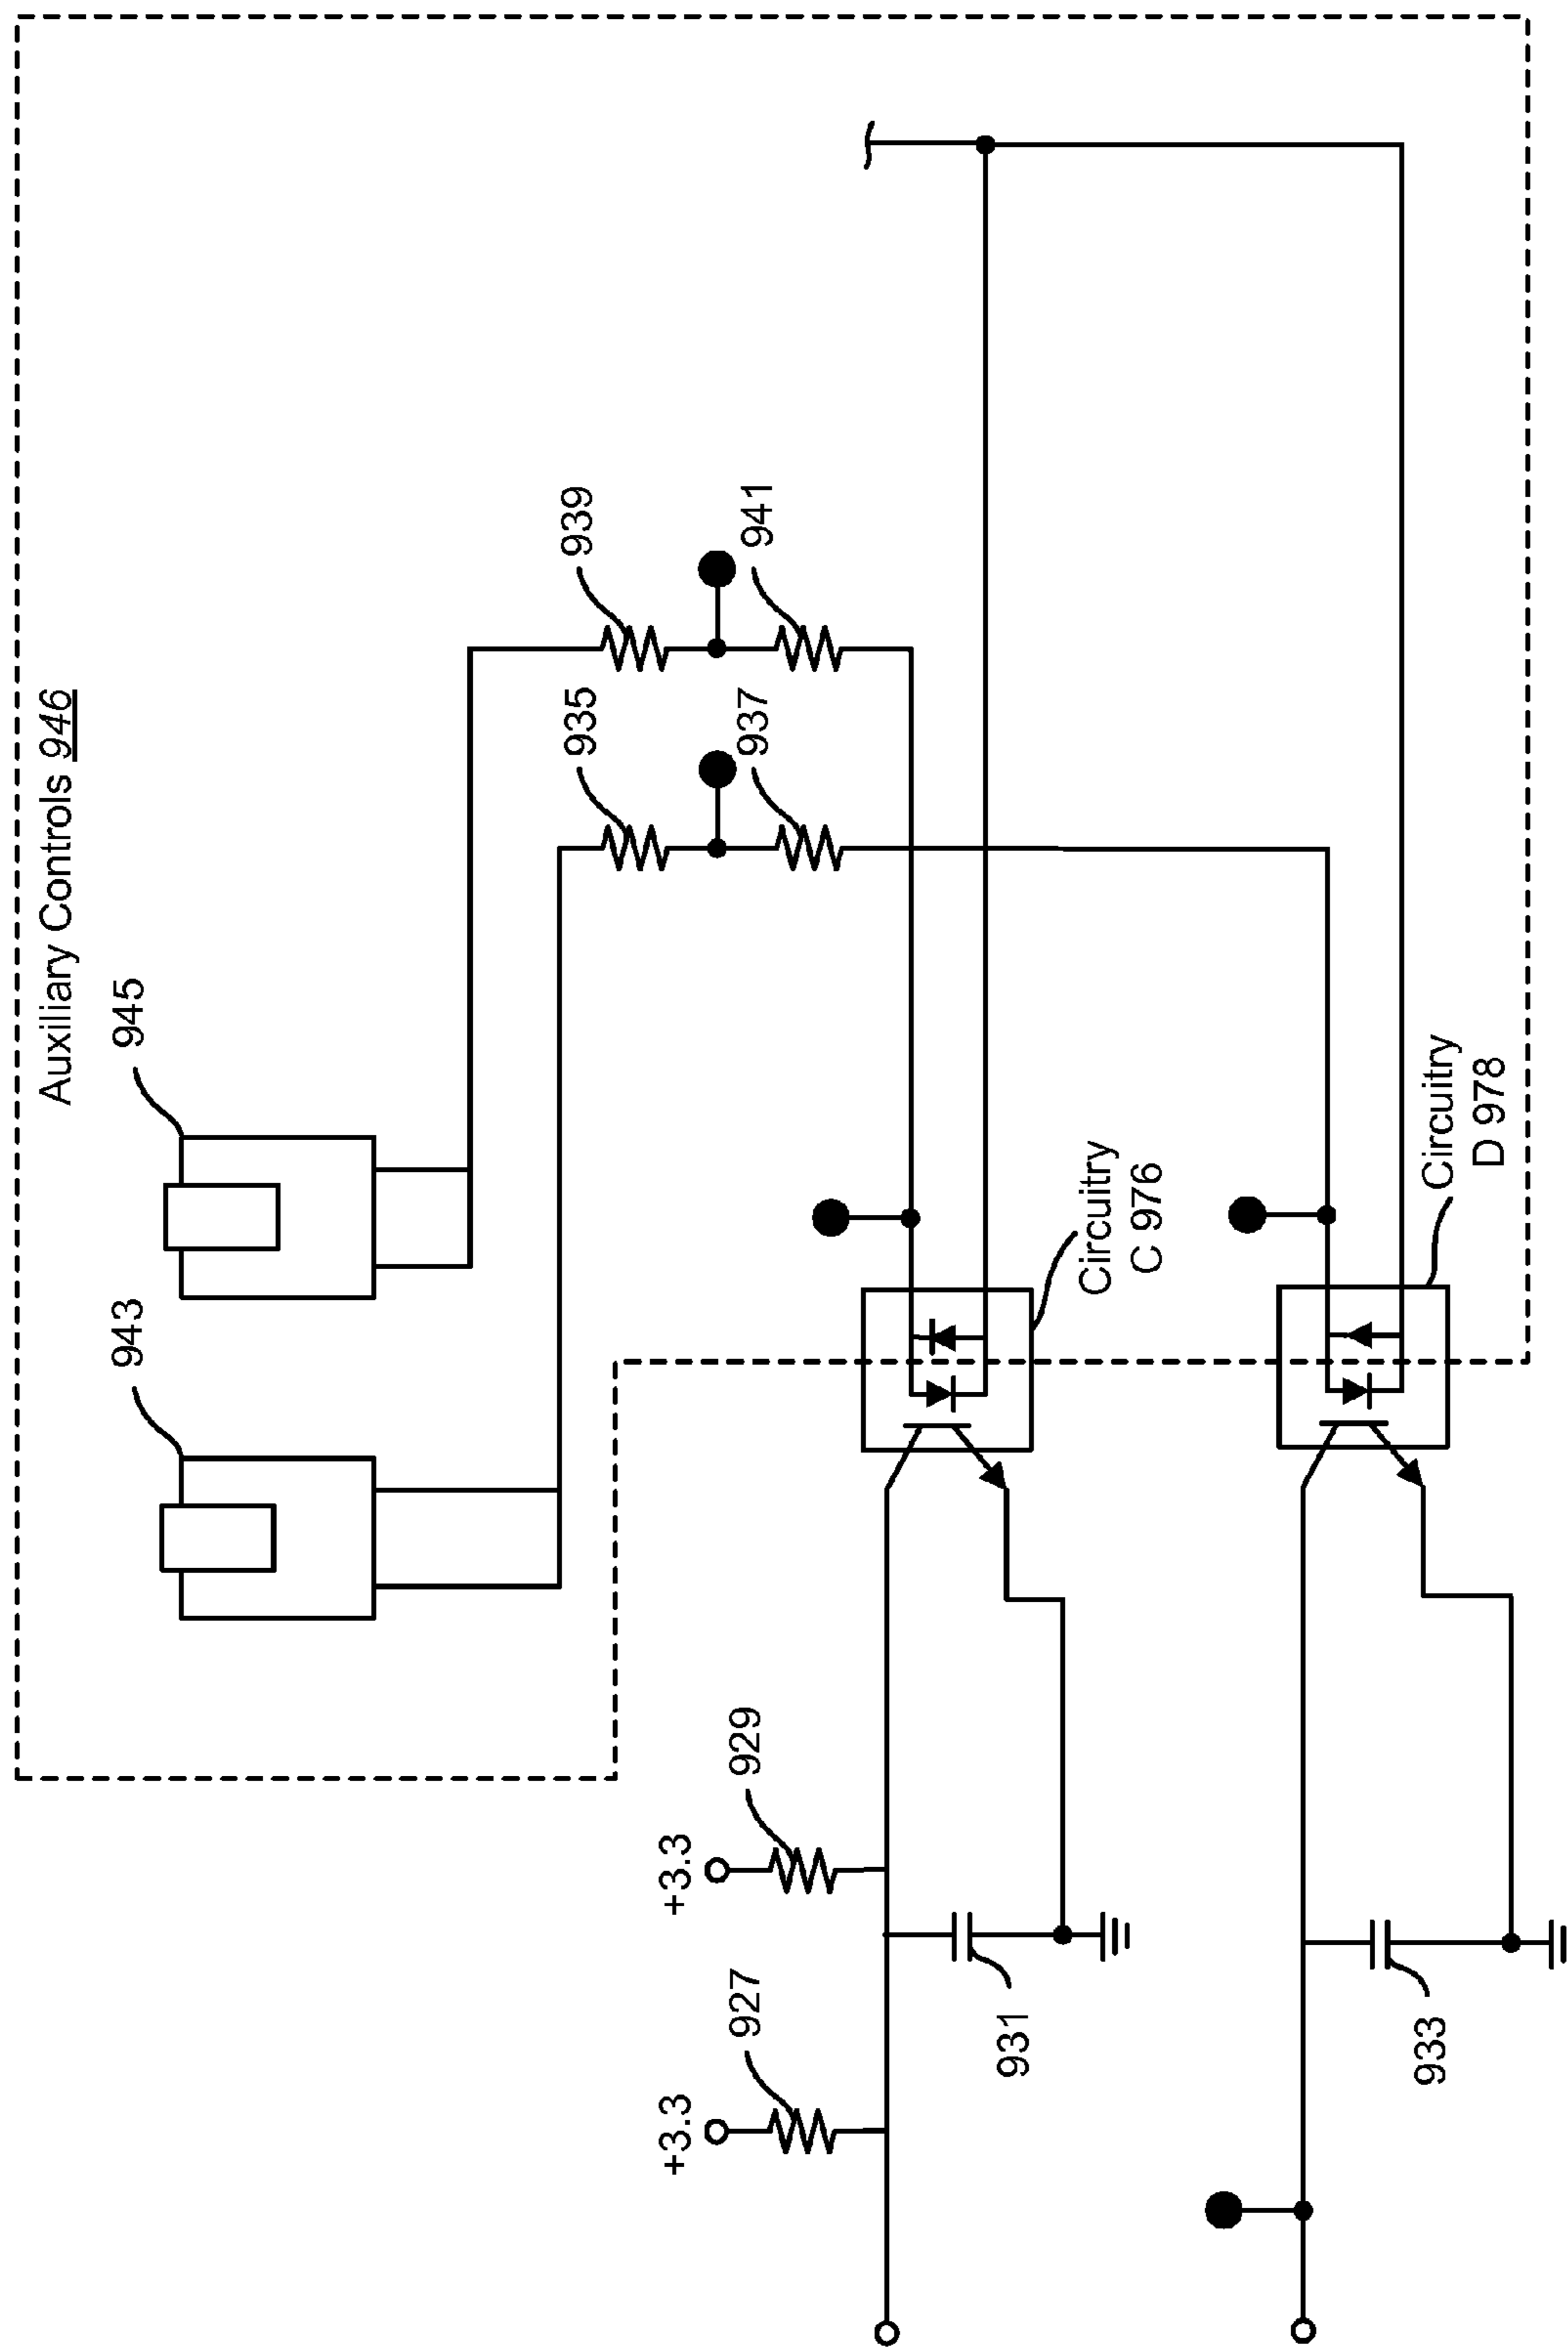 Auxiliary Controls 946
943
945
935
939
937
941
+3.3
+3.3
927
929
931
Circuitry
C 976
933
Circuitry
D 978